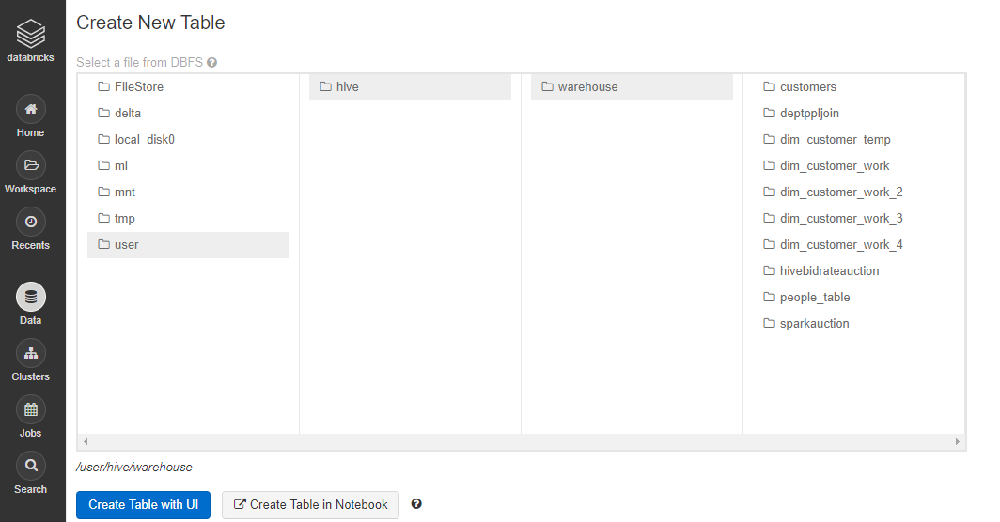 databricks
Home
Workspace
Recents
Data
Clusters
Jobs
Search
Create New Table
Select a file from DBFS
FileStore
delta
local_disk0
ml
mnt
tmp
user
hive
warehouse
customers
deptppljoin
dim_customer_temp
dim_customer_work
dim_customer_work_2
dim_customer_work_3
dim_customer_work_4
hivebidrateauction
people_table
sparkauction
/user/hive/warehouse
Create Table with UI
Create Table in Notebook